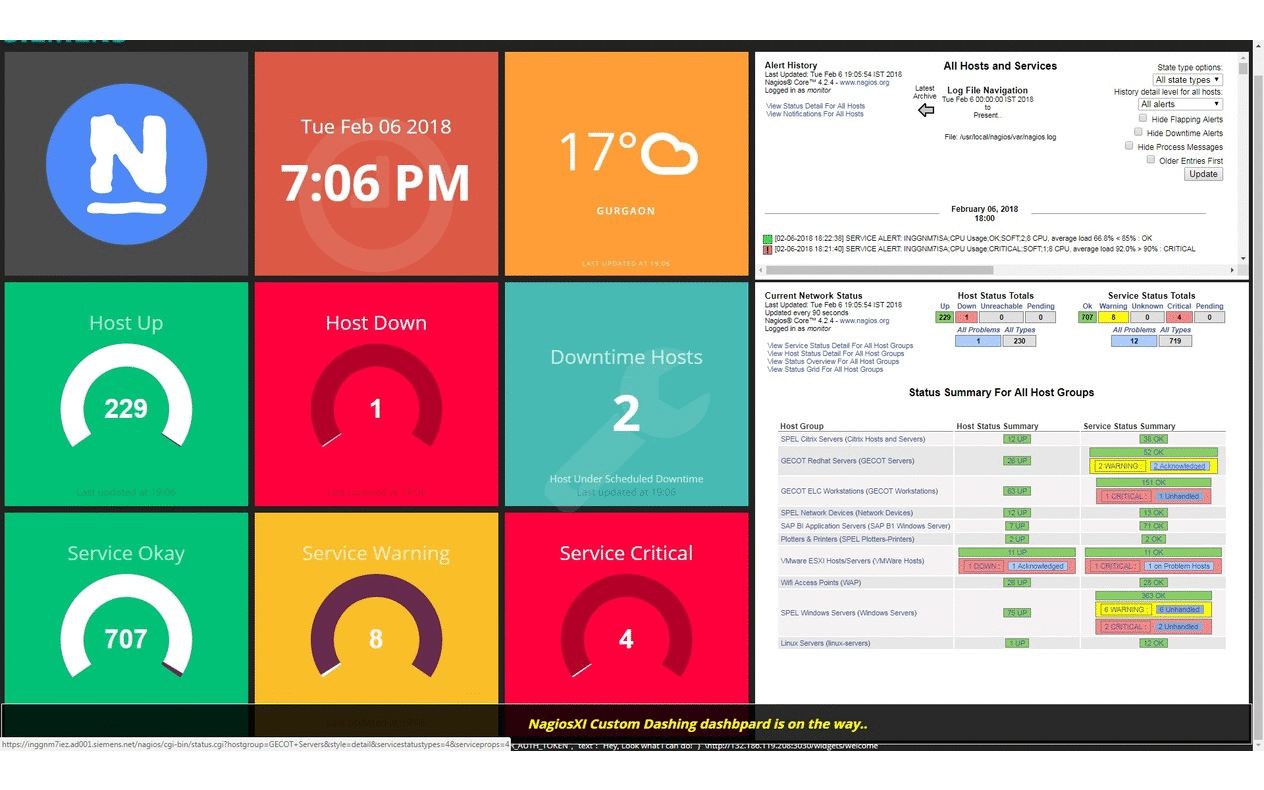 Tue Feb 06 2018
7:06 PM
17°
GURGAON
LAST UPDATED AT 19:06
Alert History
Last Updated: Tue Feb 6 19:05:54 IST 2018
Nagios® Core™ 4.2.4 - www.nagios.org
Logged in as monitor
View Status Detail For All Hosts
View Notifications For All Hosts
All Hosts and Services
Latest
Archive
Log File Navigation
Tue Feb 6 00:00:00 IST 2018
to
Present..
File: /usr/local/nagios/var/nagios.log
State type options:
All state types
History detail level for all hosts:
All alerts
Hide Flapping Alerts
Hide Downtime Alerts
Hide Process Messages
Older Entries First
Update
February 06, 2018
18:00
[02-06-2018 18:22:38] SERVICE ALERT: INGGNM7ISA;CPU Usage;OK;SOFT;2;8 CPU, average load 66.8% < 85% : OK
[02-06-2018 18:21:40] SERVICE ALERT: INGGNM7ISA;CPU Usage;CRITICAL;SOFT;1;8 CPU, average load 92.0% > 90% : CRITICAL
Host Up
229
Last updated at 19:06
Host Down
1
Last updated at 19:06
Downtime Hosts
2
Host Under Scheduled Downtime
Last updated at 19:06
Current Network Status
Last Updated: Tue Feb 6 19:05:54 IST 2018
Updated every 90 seconds
Nagios® Core™ 4.2.4 - www.nagios.org
Logged in as monitor
View Service Status Detail For All Host Groups
View Host Status Detail For All Host Groups
View Status Overview For All Host Groups
View Status Grid For All Host Groups
Host Status Totals
Up Down Unreachable Pending
229 1 0 0
All Problems All Types
1 230
Service Status Totals
Ok Warning Unknown Critical Pending
707 8 0 4 0
All Problems All Types
12 719
Status Summary For All Host Groups
Host Group Host Status Summary Service Status Summary
SPEL Citrix Servers (Citrix Hosts and Servers) 12 UP 38 OK
GECOT Redhat Servers (GECOT Servers) 26 UP 52 OK
2 WARNING : 2 Acknowledged
GECOT ELC Workstations (GECOT Workstations) 63 UP 151 OK
1 CRITICAL : 1 Unhandled
SPEL Network Devices (Network Devices) 12 UP 13 OK
SAP BI Application Servers (SAP B1 Windows Server) 7 UP 71 OK
Plotters & Printers (SPEL Plotters-Printers) 2 UP 2 OK
VMware ESXI Hosts/Servers (VMWare Hosts) 11 UP 11 OK
1 DOWN : 1 Acknowledged 1 CRITICAL : 1 on Problem Hosts
Wifi Access Points (WAP) 28 UP 28 OK
SPEL Windows Servers (Windows Servers) 75 UP 363 OK
6 WARNING : 6 Unhandled
2 CRITICAL : 2 Unhandled
Linux Servers (linux-servers) 1 UP 12 OK
Service Okay
707
Service Warning
8
Service Critical
4
NagiosXI Custom Dashing dashbpard is on the way..
https://inggnm7iez.ad001.siemens.net/nagios/cgi-bin/status.cgi?hostgroup=GECOT+Servers&style=detail&servicestatustypes=4&serviceprops=4
_AUTH_TOKEN", "text": "Hey, Look what I can do!" }' \http://132.186.119.208:3030/widgets/welcome